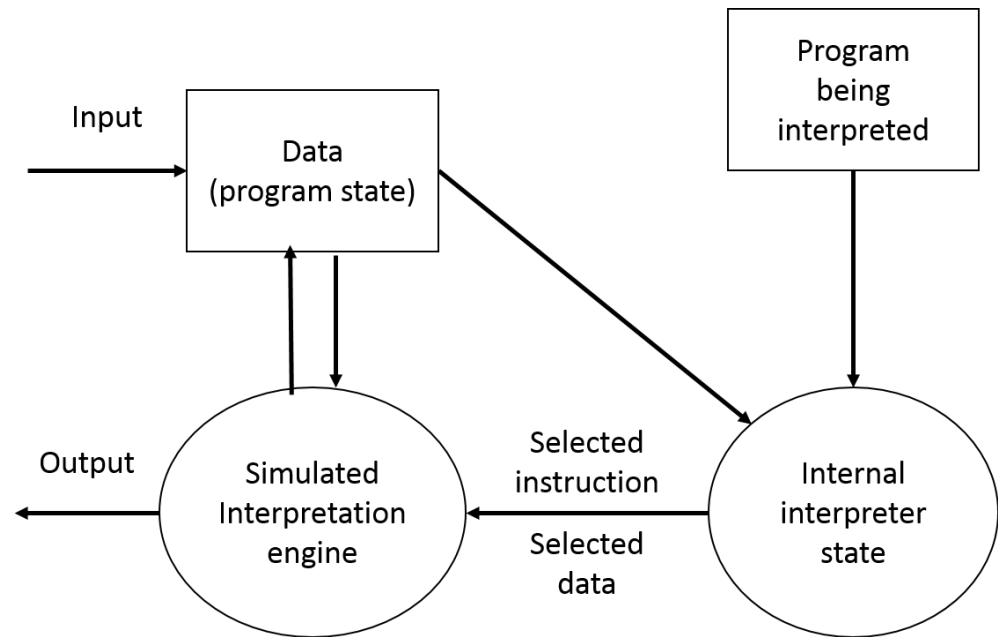 Input
Data
(program state)
Program
being
interpreted
Output
Simulated
Interpretation
engine
Selected
instruction
Selected
data
Internal
interpreter
state